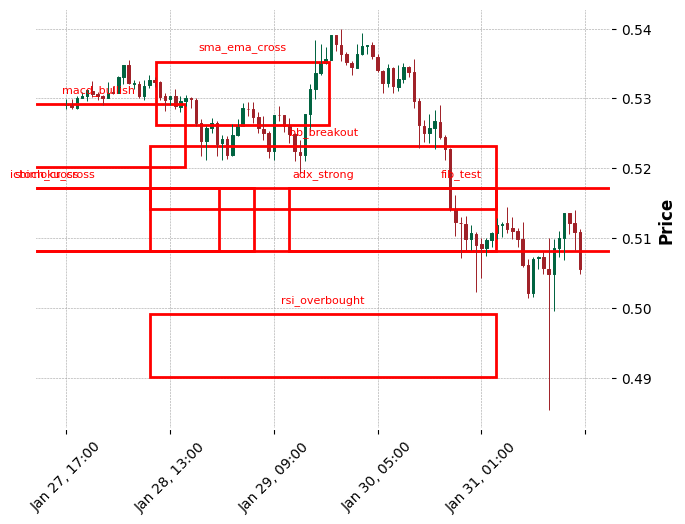 sma_ema_cross
macd_bullish
bb_breakout
stoch_cross
adx_strong
fib_test
rsi_overbought
0.54
0.53
0.52
0.51
0.50
0.49
Price
Jan 27, 17:00
Jan 28, 13:00
Jan 29, 09:00
Jan 30, 05:00
Jan 31, 01:00